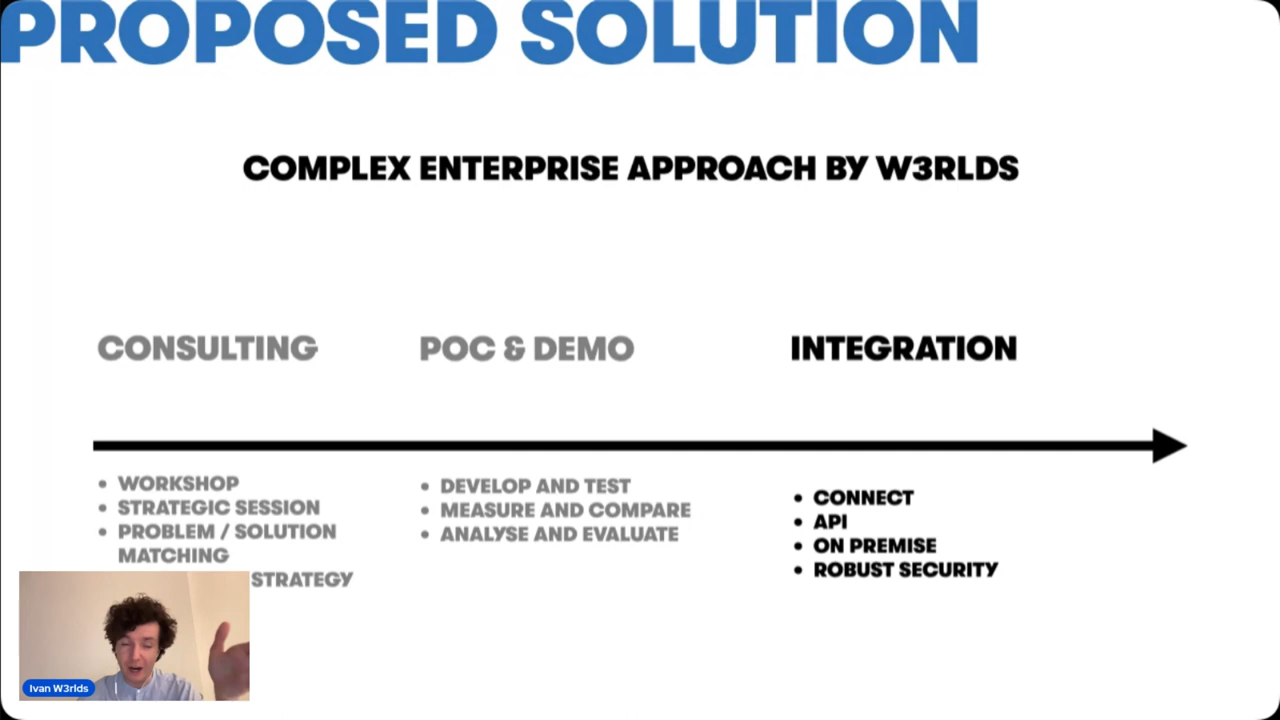 PROPOSED SOLUTION
COMPLEX ENTERPRISE APPROACH BY W3RLDS
CONSULTING
POC & DEMO
INTEGRATION
• WORKSHOP
• STRATEGIC SESSION
• PROBLEM / SOLUTION
MATCHING
STRATEGY
• DEVELOP AND TEST
• MEASURE AND COMPARE
• ANALYSE AND EVALUATE
• CONNECT
• API
• ON PREMISE
• ROBUST SECURITY
Ivan W3rlds